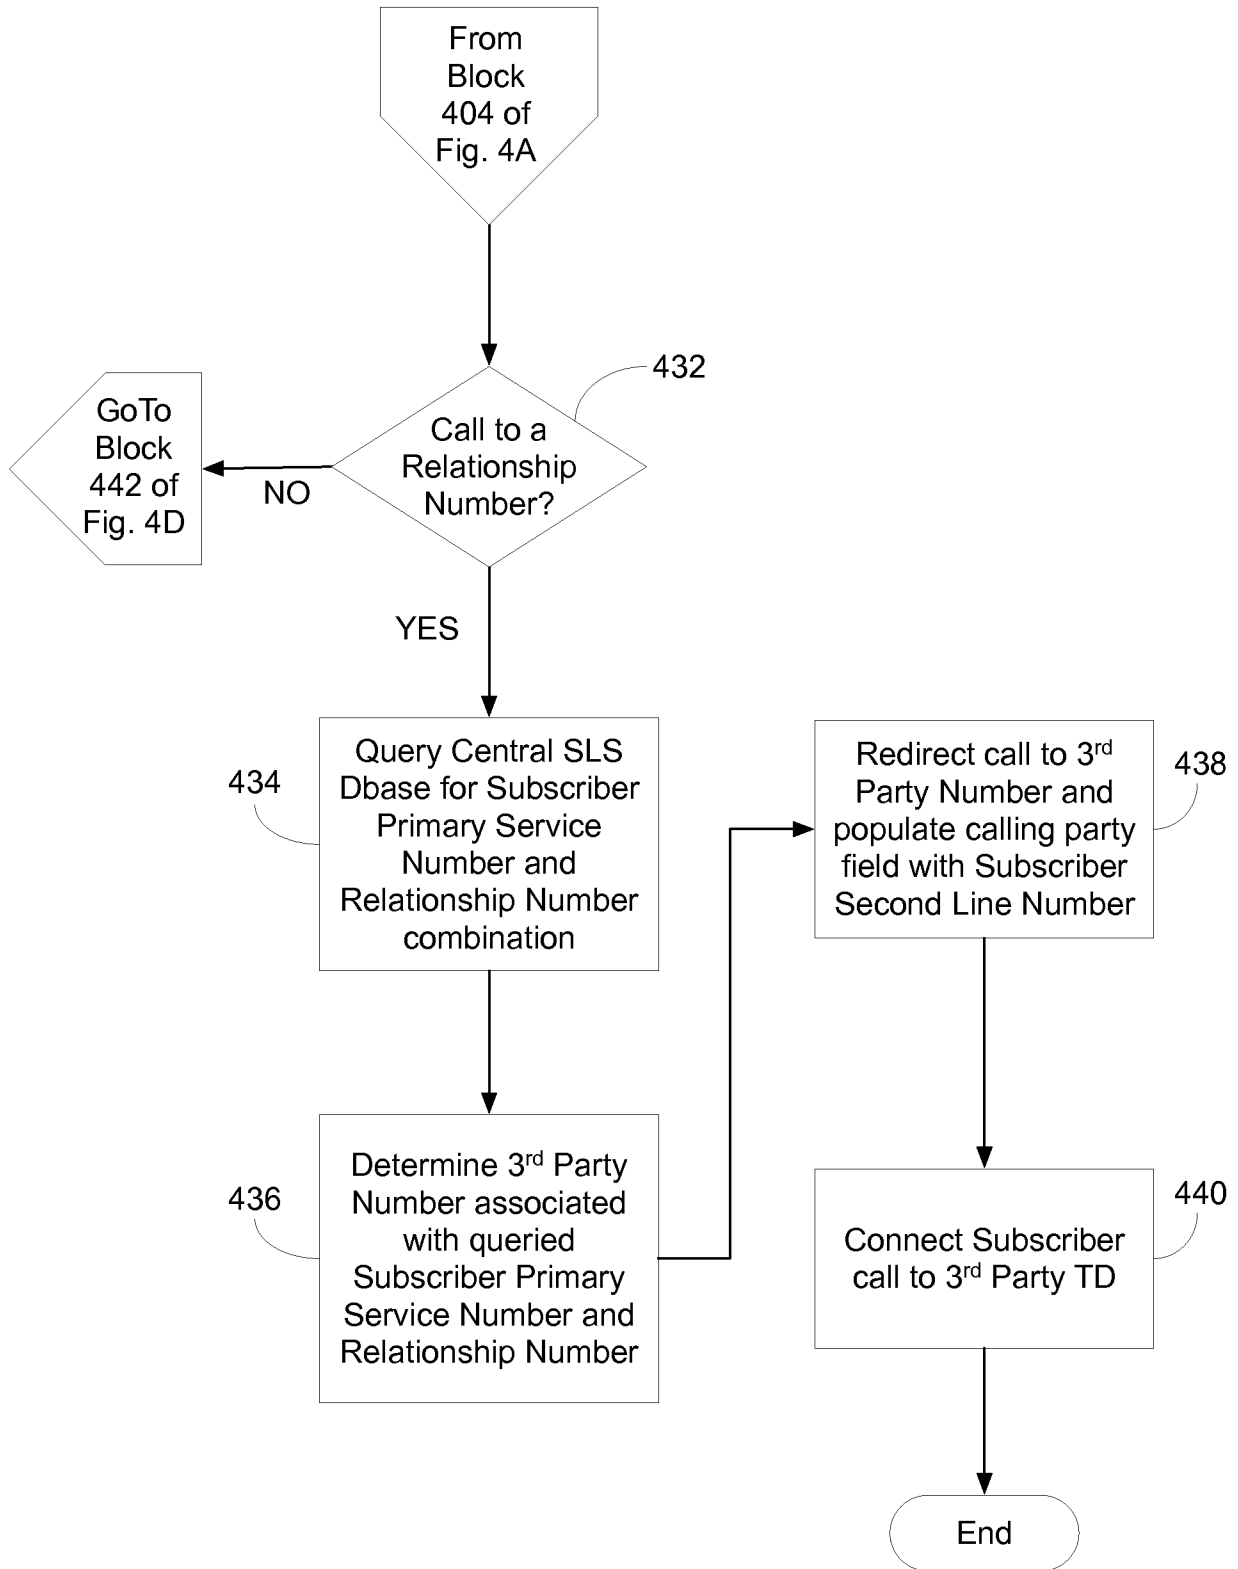 From
Block
404 of
Fig. 4A
432
Call to a
Relationship
Number?
GoTo
Block
442 of
Fig. 4D
NO
YES
434
Query Central SLS
Dbase for Subscriber
Primary Service
Number and
Relationship Number
combination
436
Determine 3rd Party
Number associated
with queried
Subscriber Primary
Service Number and
Relationship Number
438
Redirect call to 3rd
Party Number and
populate calling party
field with Subscriber
Second Line Number
440
Connect Subscriber
call to 3rd Party TD
End